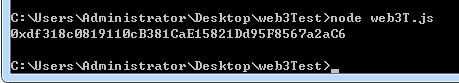 C:\Users\Administrator\Desktop\web3Test>node web3T.js
0xdf318c0819110cB381CaE15821Dd95F8567a2aC6
C:\Users\Administrator\Desktop\web3Test>